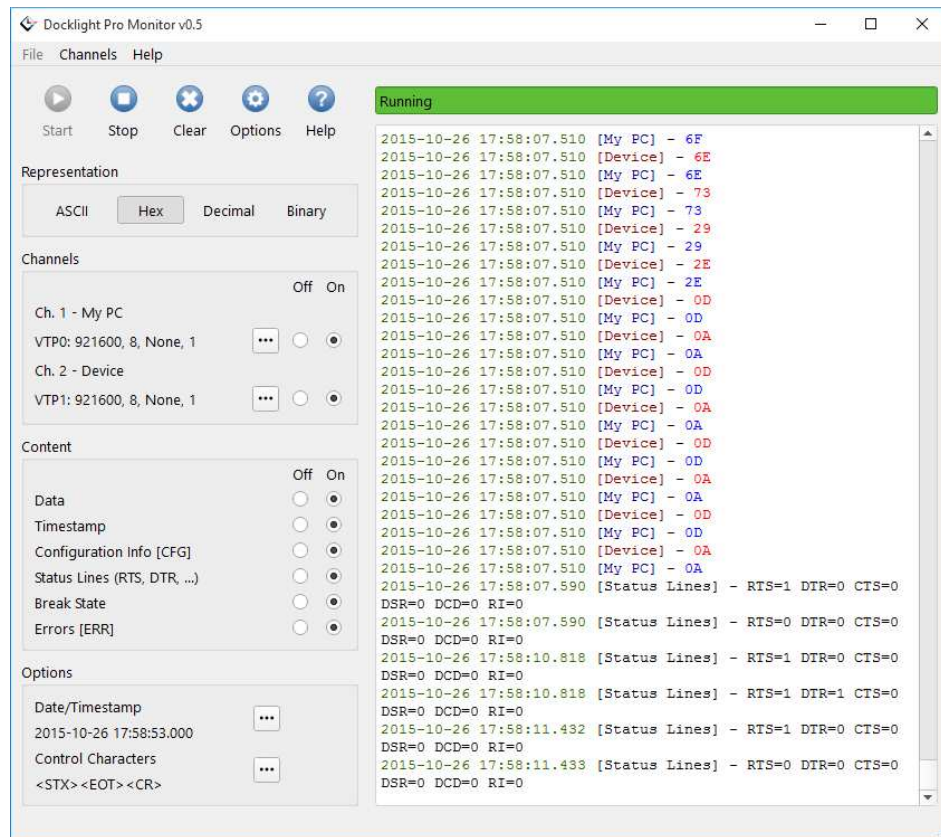 Docklight Pro Monitor v0.5
File Channels Help
Start Stop Clear Options Help
Representation
ASCII Hex Decimal Binary
Channels
Off On
Ch. 1 - My PC
VTP0: 921600, 8, None, 1
Ch. 2 - Device
VTP1: 921600, 8, None, 1
Content
Off On
Data
Timestamp
Configuration Info [CFG]
Status Lines (RTS, DTR, ...)
Break State
Errors [ERR]
Options
Date/Timestamp
2015-10-26 17:58:53.000
Control Characters
<STX><EOT><CR>
Running
2015-10-26 17:58:07.510 [My PC] - 6F
2015-10-26 17:58:07.510 [Device] - 6E
2015-10-26 17:58:07.510 [My PC] - 6E
2015-10-26 17:58:07.510 [Device] - 73
2015-10-26 17:58:07.510 [My PC] - 73
2015-10-26 17:58:07.510 [Device] - 29
2015-10-26 17:58:07.510 [My PC] - 29
2015-10-26 17:58:07.510 [Device] - 2E
2015-10-26 17:58:07.510 [My PC] - 2E
2015-10-26 17:58:07.510 [Device] - 0D
2015-10-26 17:58:07.510 [My PC] - 0D
2015-10-26 17:58:07.510 [Device] - 0A
2015-10-26 17:58:07.510 [My PC] - 0A
2015-10-26 17:58:07.510 [Device] - 0D
2015-10-26 17:58:07.510 [My PC] - 0D
2015-10-26 17:58:07.510 [Device] - 0A
2015-10-26 17:58:07.510 [My PC] - 0A
2015-10-26 17:58:07.510 [Device] - 0D
2015-10-26 17:58:07.510 [My PC] - 0D
2015-10-26 17:58:07.510 [Device] - 0A
2015-10-26 17:58:07.510 [My PC] - 0A
2015-10-26 17:58:07.510 [Device] - 0D
2015-10-26 17:58:07.510 [My PC] - 0D
2015-10-26 17:58:07.510 [Device] - 0A
2015-10-26 17:58:07.510 [My PC] - 0A
2015-10-26 17:58:07.590 [Status Lines] - RTS=1 DTR=0 CTS=0
DSR=0 DCD=0 RI=0
2015-10-26 17:58:07.590 [Status Lines] - RTS=0 DTR=0 CTS=0
DSR=0 DCD=0 RI=0
2015-10-26 17:58:10.818 [Status Lines] - RTS=1 DTR=0 CTS=0
DSR=0 DCD=0 RI=0
2015-10-26 17:58:10.818 [Status Lines] - RTS=1 DTR=1 CTS=0
DSR=0 DCD=0 RI=0
2015-10-26 17:58:11.432 [Status Lines] - RTS=1 DTR=0 CTS=0
DSR=0 DCD=0 RI=0
2015-10-26 17:58:11.433 [Status Lines] - RTS=0 DTR=0 CTS=0
DSR=0 DCD=0 RI=0